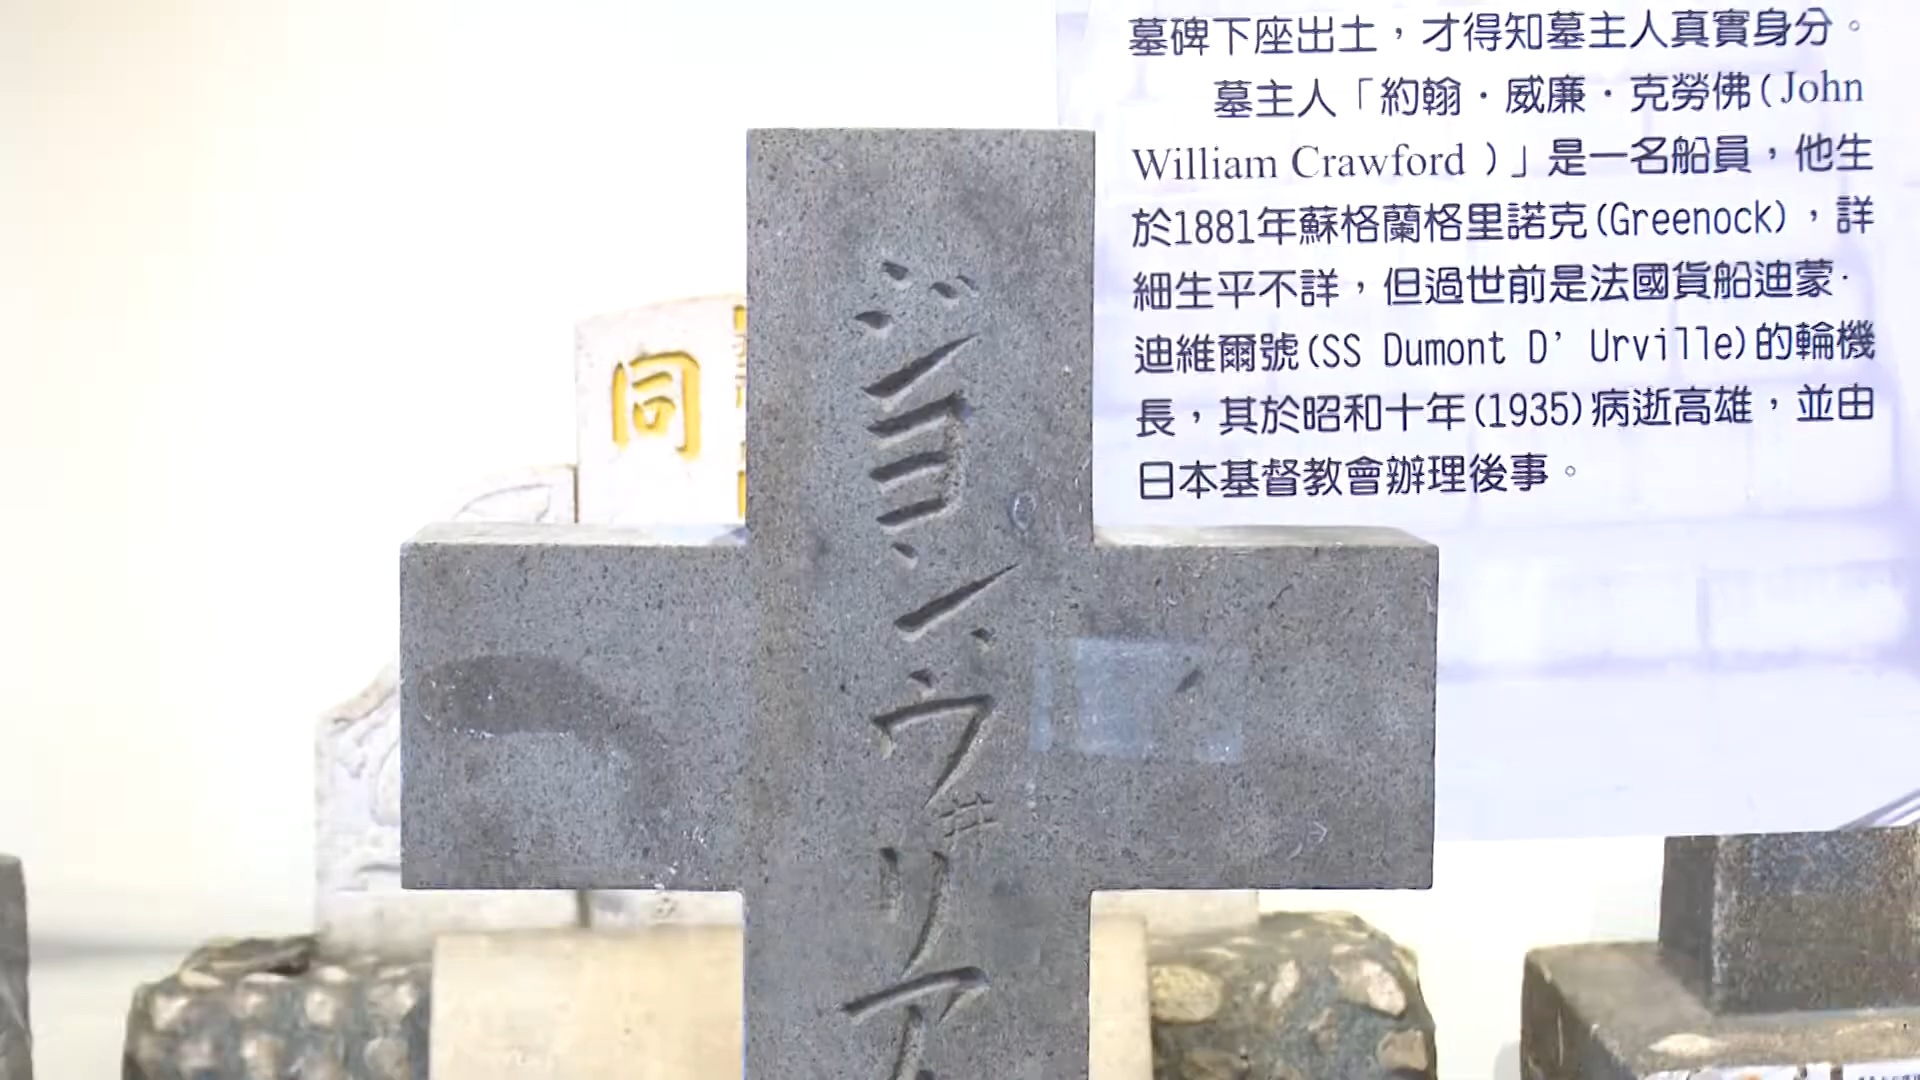 墓碑下座出土，才得知墓主人真實身分。
墓主人「約翰・威廉・克勞佛(John
William Crawford )」是一名船員，他生
於1881年蘇格蘭格里諾克(Greenock)，詳
細生平不詳，但過世前是法國貨船迪蒙・
迪維爾號(SS Dumont D’Urville)的輪機
長，其於昭和十年(1935)病逝高雄，並由
日本基督教會辦理後事。
ジヨン、ウヰリア
同